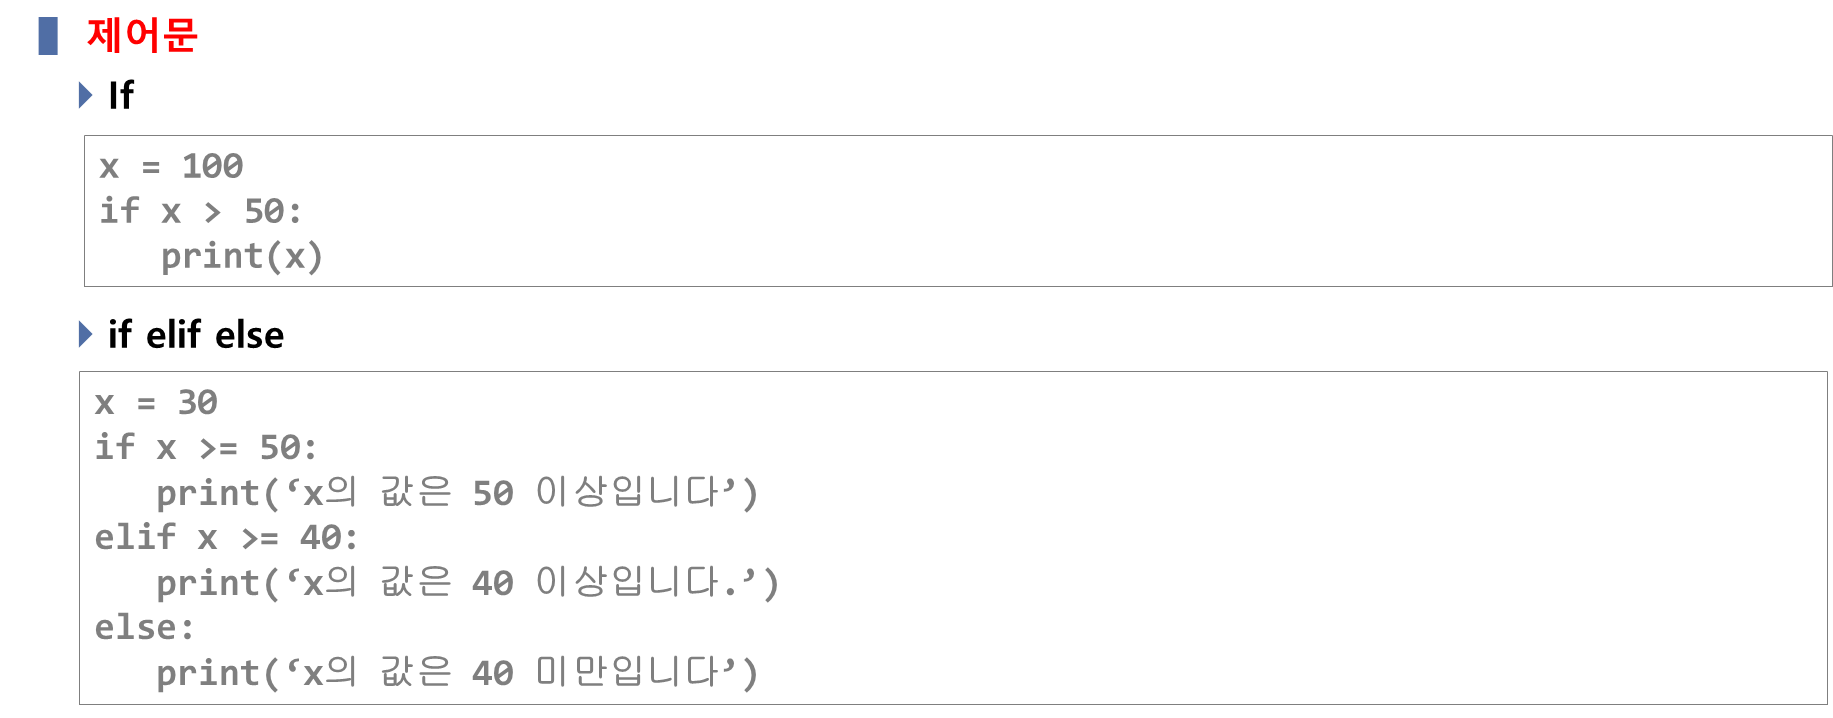 제어문
If
x = 100
if x > 50:
   print(x)
if elif else
x = 30
if x >= 50:
   print(‘x의 값은 50 이상입니다’)
elif x >= 40:
   print(‘x의 값은 40 이상입니다.’)
else:
   print(‘x의 값은 40 미만입니다’)